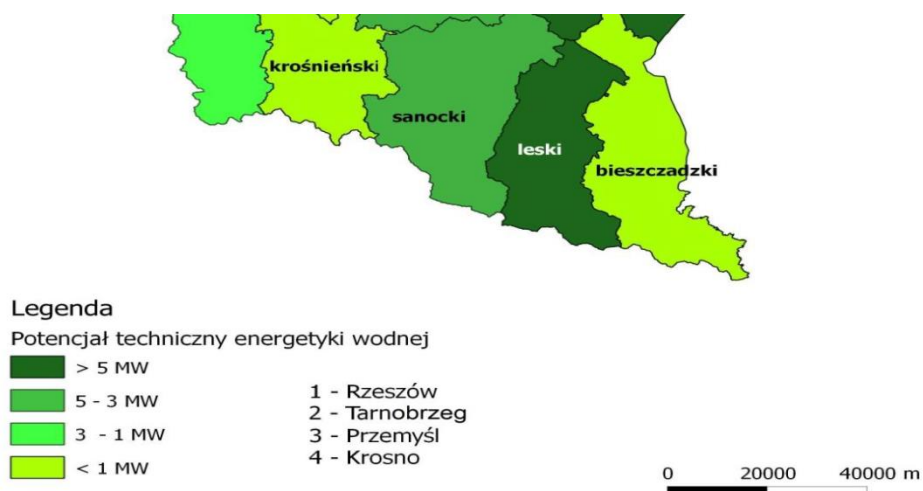 krośnieński
sanocki
leski
bieszczadzki
Legenda
Potencjał techniczny energetyki wodnej
> 5 MW
5 - 3 MW
3 - 1 MW
< 1 MW
1 - Rzeszów
2 - Tarnobrzeg
3 - Przemyśl
4 - Krosno
0 20000 40000 m